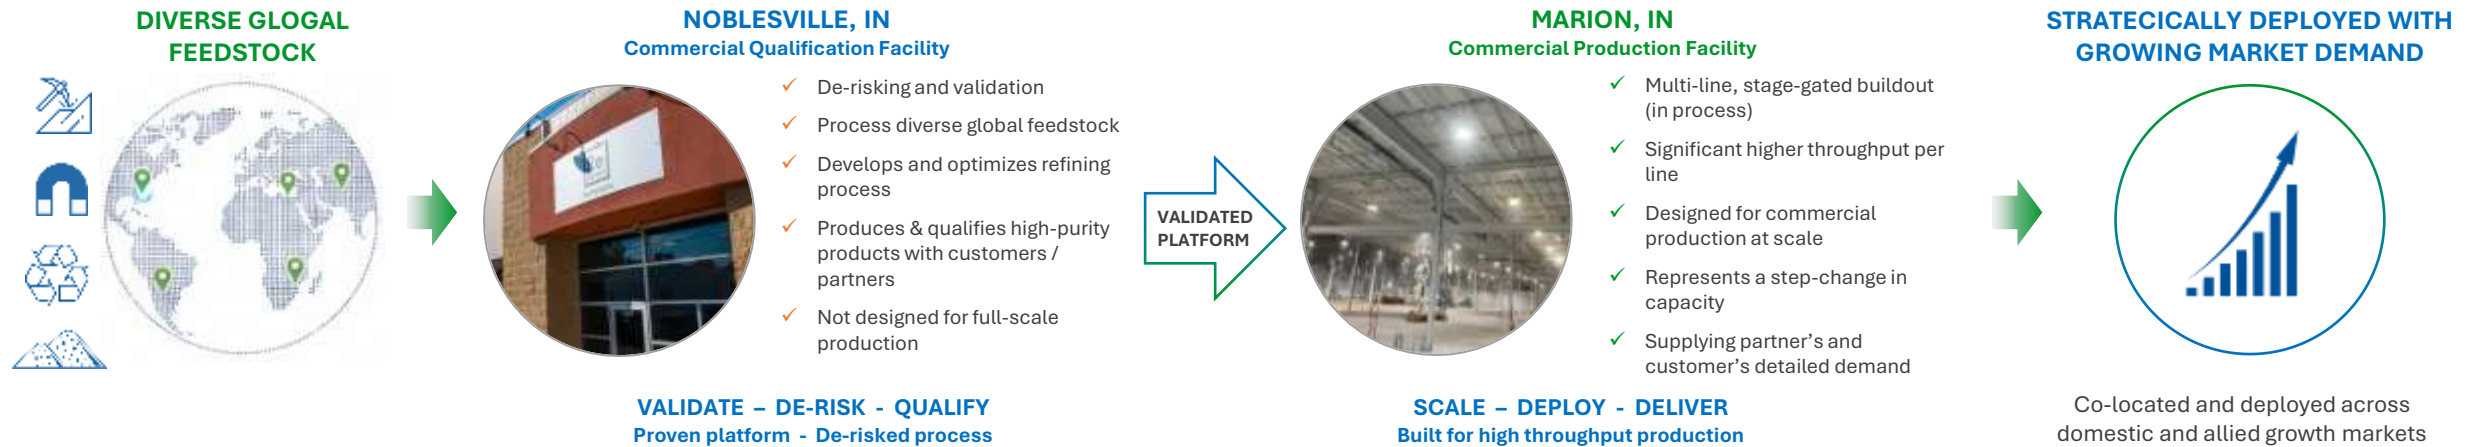 DIVERSE GLOGAL
FEEDSTOCK
NOBLESVILLE, IN
Commercial Qualification Facility
✓ De-risking and validation
✓ Process diverse global feedstock
✓ Develops and optimizes refining
process
✓ Produces & qualifies high-purity
products with customers /
partners
✓ Not designed for full-scale
production
VALIDATE – DE-RISK - QUALIFY
Proven platform - De-risked process
VALIDATED
PLATFORM
MARION, IN
Commercial Production Facility
✓ Multi-line, stage-gated buildout
(in process)
✓ Significant higher throughput per
line
✓ Designed for commercial
production at scale
✓ Represents a step-change in
capacity
✓ Supplying partner's and
customer's detailed demand
SCALE – DEPLOY - DELIVER
Built for high throughput production
STRATECICALLY DEPLOYED WITH
GROWING MARKET DEMAND
Co-located and deployed across
domestic and allied growth markets